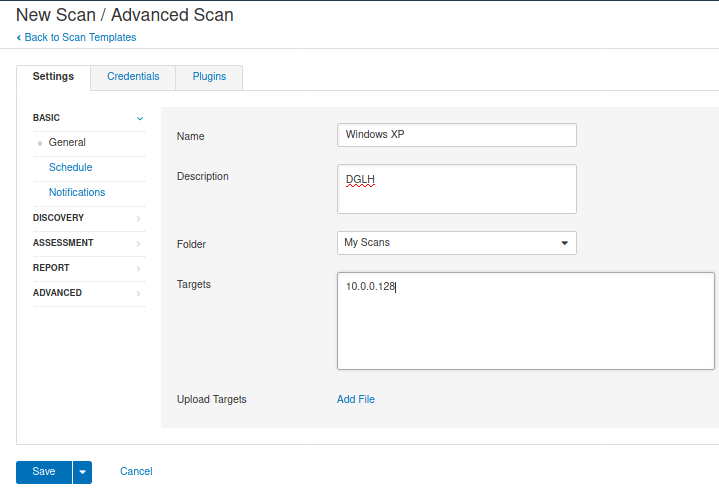 New Scan / Advanced Scan
‹ Back to Scan Templates
Settings Credentials Plugins
BASIC
General
Schedule
Notifications
DISCOVERY
ASSESSMENT
REPORT
ADVANCED
Name Windows XP
Description DGLH
Folder My Scans
Targets 10.0.0.128
Upload Targets Add File
Save Cancel